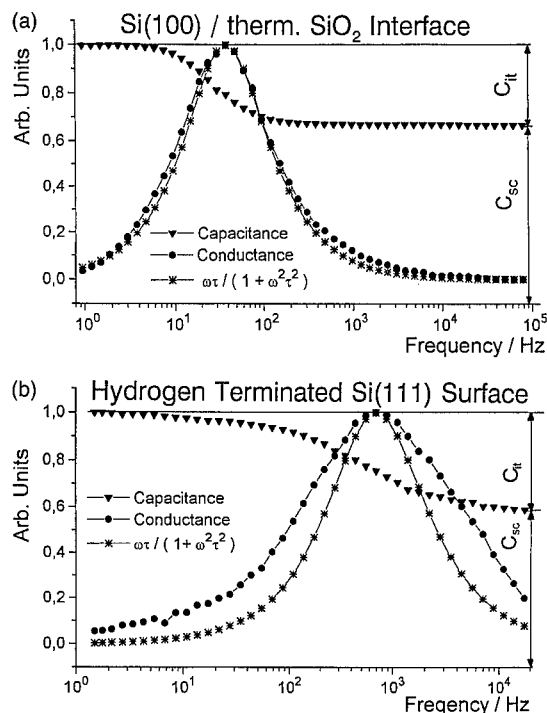 (a) Si(100) / therm. SiO₂ Interface
Arb. Units
1,0
0,8
0,6
0,4
0,2
0,0
Capacitance
Conductance
ωτ / ( 1 + ω²τ² )
C_it
C_sc
10⁰ 10¹ 10² 10³ 10⁴ 10⁵
Frequency / Hz
(b) Hydrogen Terminated Si(111) Surface
Arb. Units
1,0
0,8
0,6
0,4
0,2
0,0
Capacitance
Conductance
ωτ / ( 1 + ω²τ² )
C_it
C_sc
10⁰ 10¹ 10² 10³ 10⁴
Freqency / Hz